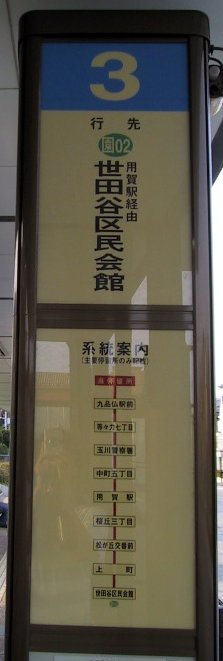 3
行先
園02
用賀駅経由
世田谷区民会館
系統案内
(主要停留所のみ記載)
九品仏駅前
等々力七丁目
玉川警察署
中町五丁目
用賀駅
桜丘三丁目
松が丘交番前
上町
世田谷区民会館